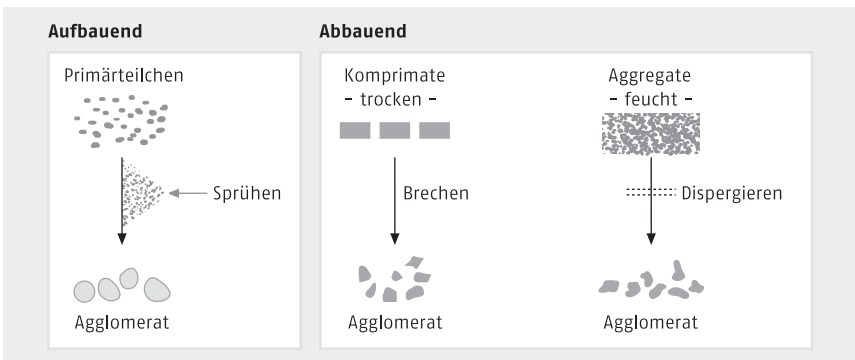 Aufbauend
Primärteilchen
Sprühen
Agglomerat
Abbauend
Komprimate
– trocken –
Brechen
Agglomerat
Aggregate
– feucht –
Dispergieren
Agglomerat